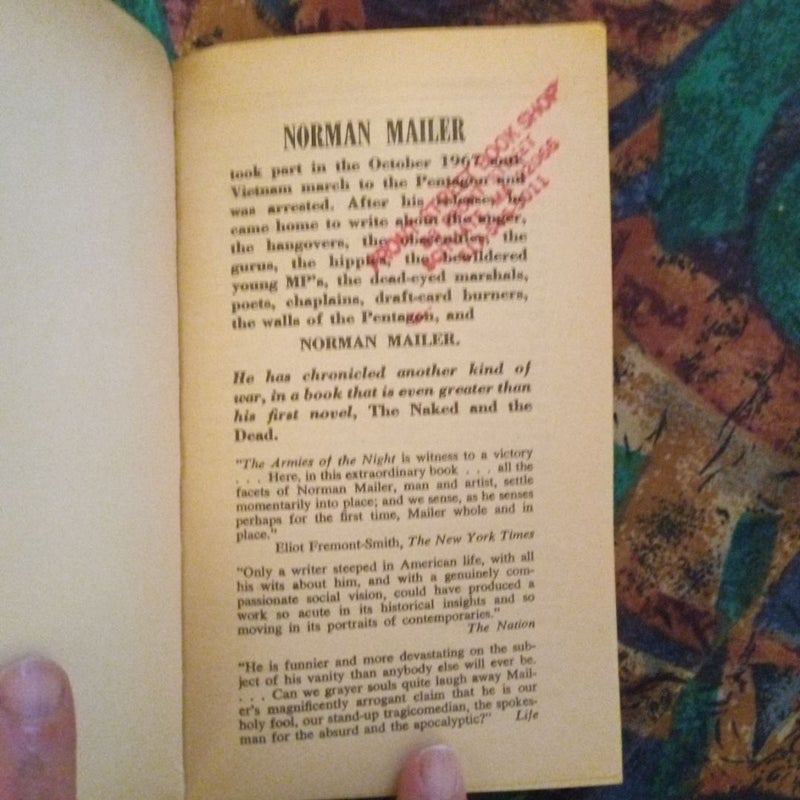 NORMAN MAILER
took part in the October 1967
Vietnam march to the Pentagon and
was arrested. After his release, he
came home to write about the anger,
the hangovers, the the
gurus, the hippies, the bewildered
young MP's, the dead-eyed marshals,
poets, chaplains, draft-card burners,
the walls of the Pentagon, and
NORMAN MAILER.
He has chronicled another kind of
war, in a book that is even greater than
his first novel, The Naked and the
Dead.
"The Armies of the Night is witness to a victory
. . . Here, in this extraordinary book . . . all the
facets of Norman Mailer, man and artist, settle
momentarily into place; and we sense, as he senses
perhaps for the first time, Mailer whole and in
place."
Eliot Fremont-Smith, The New York Times
"Only a writer steeped in American life, with all
his wits about him, and with a genuinely com-
passionate social vision, could have produced a
work so acute in its historical insights and so
moving in its portraits of contemporaries."
The Nation
"He is funnier and more devastating on the sub-
ject of his vanity than anybody else will ever be.
. . . Can we grayer souls quite laugh away Mail-
er's magnificently arrogant claim that he is our
holy fool, our stand-up tragicomedian, the spokes-
man for the absurd and the apocalyptic?" Life
BOOK SHOP